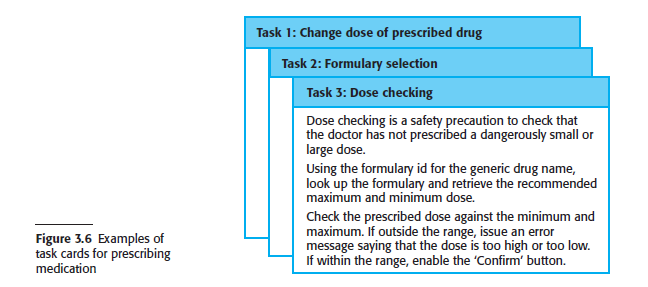 Task 1: Change dose of prescribed drug
Task 2: Formulary selection
Task 3: Dose checking
Dose checking is a safety precaution to check that
the doctor has not prescribed a dangerously small or
large dose.
Using the formulary id for the generic drug name,
look up the formulary and retrieve the recommended
maximum and minimum dose.
Check the prescribed dose against the minimum and
maximum. If outside the range, issue an error
message saying that the dose is too high or too low.
If within the range, enable the ‘Confirm’ button.
Figure 3.6 Examples of
task cards for prescribing
medication